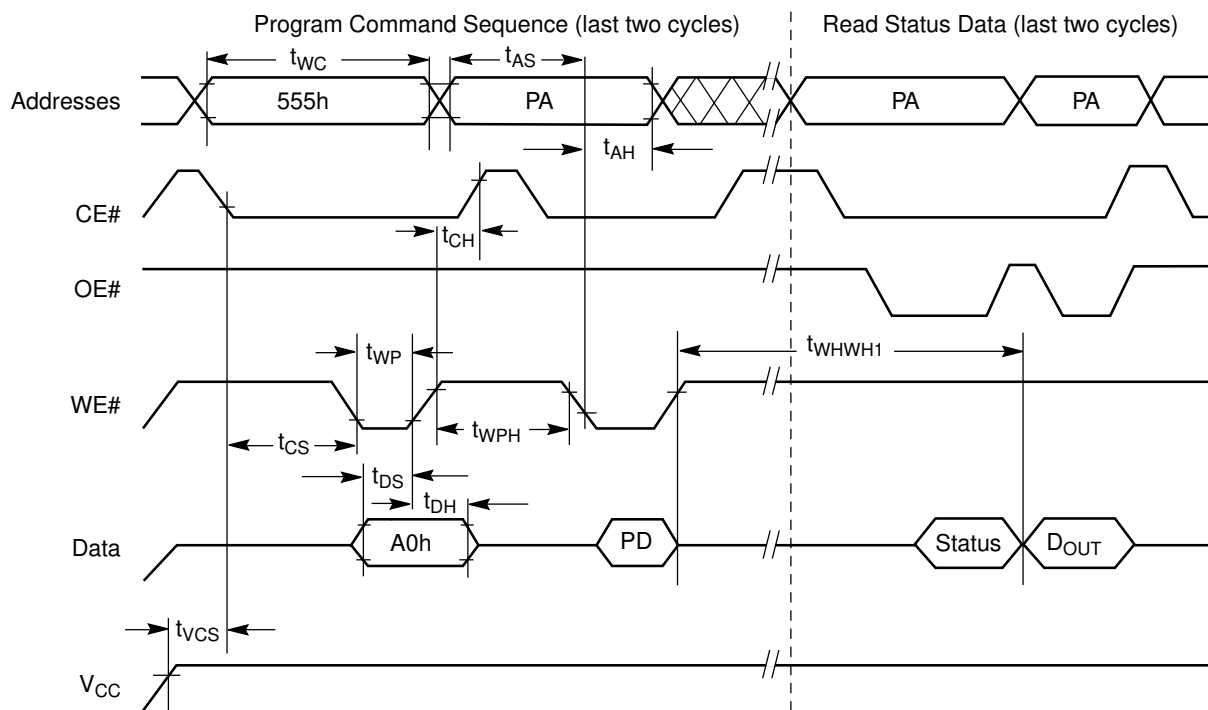 Program Command Sequence (last two cycles)
Read Status Data (last two cycles)
tWC
tAS
Addresses
555h
PA
PA
PA
tAH
CE#
tCH
OE#
tWP
tWHWH1
WE#
tCS
tWPH
tDS
tDH
Data
A0h
PD
Status
DOUT
tVCS
VCC